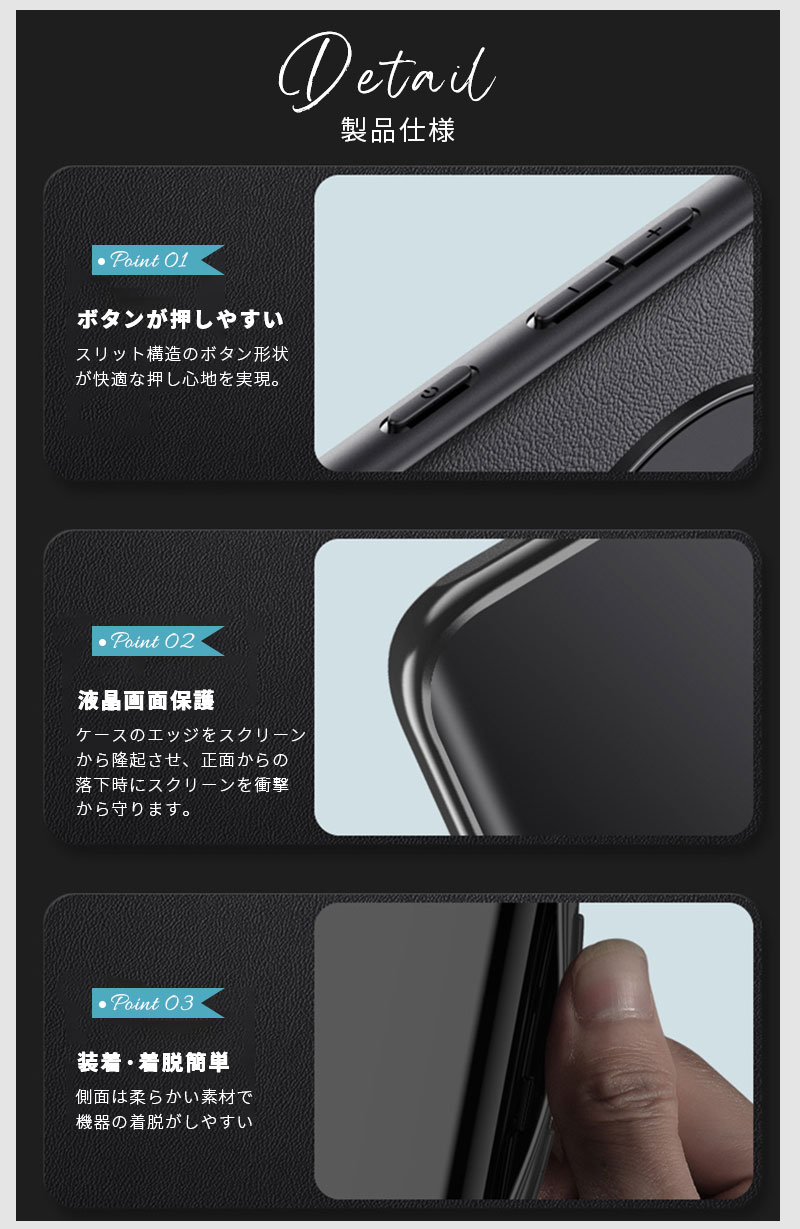 Detail
製品仕様
Point 01
ボタンが押しやすい
スリット構造のボタン形状
が快適な押し心地を実現。
Point 02
液晶画面保護
ケースのエッジをスクリーン
から隆起させ、正面からの
落下時にスクリーンを衝撃
から守ります。
Point 03
装着・着脱簡単
側面は柔らかい素材で
機器の着脱がしやすい